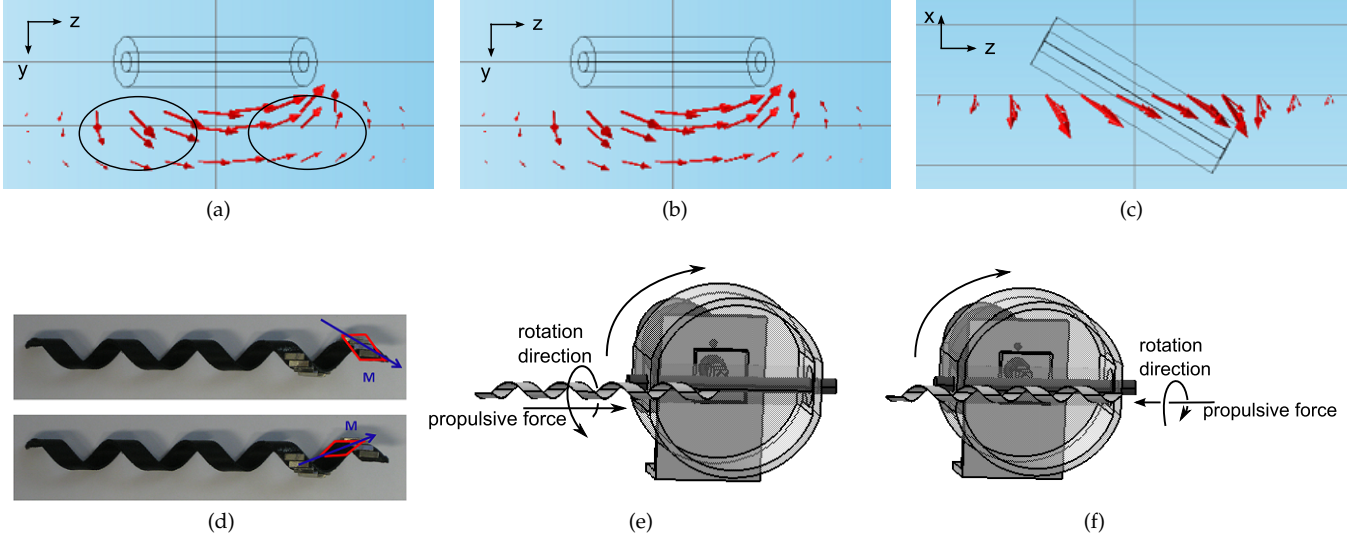 z
y
(a)
z
y
(b)
x
z
(c)
M
M
(d)
rotation
direction
propulsive force
(e)
rotation
direction
propulsive force
(f)